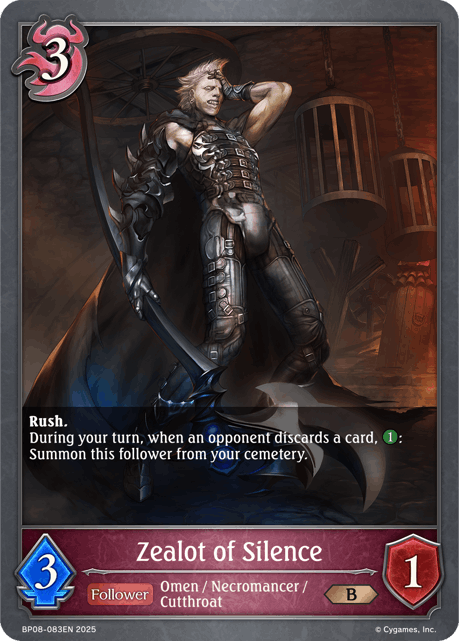 3
Rush.
During your turn, when an opponent discards a card, 1:
Summon this follower from your cemetery.
Zealot of Silence
3
Follower
Omen / Necromancer /
Cutthroat
B
1
BP08-083EN 2025
© Cygames, Inc.